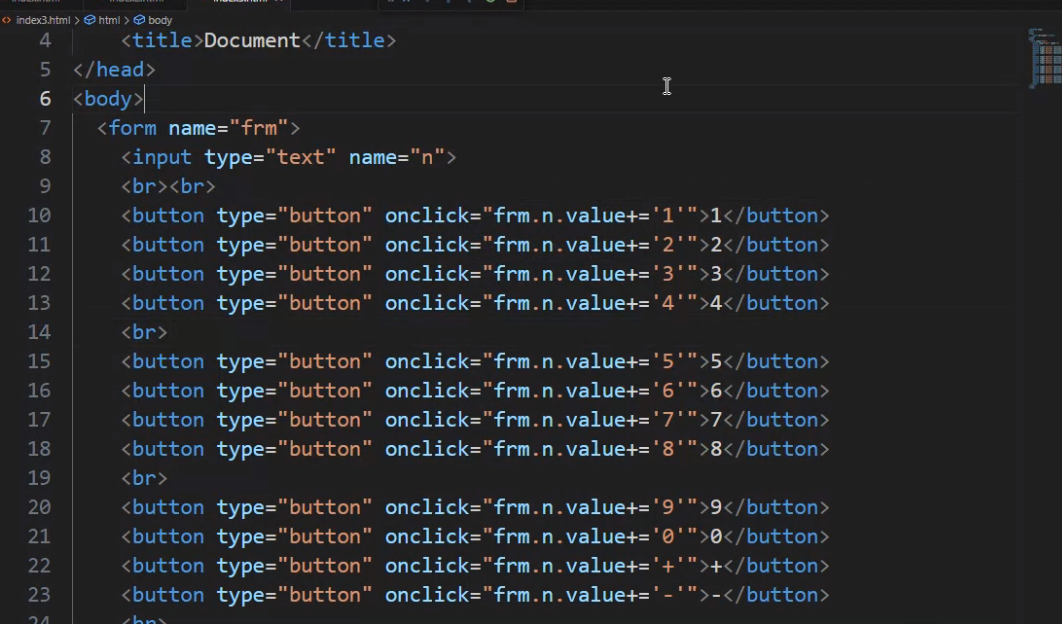 index3.html > html > body
4 <title>Document</title>
5 </head>
6 <body>
7 <form name="frm">
8 <input type="text" name="n">
9 <br><br>
10 <button type="button" onclick="frm.n.value+='1'">1</button>
11 <button type="button" onclick="frm.n.value+='2'">2</button>
12 <button type="button" onclick="frm.n.value+='3'">3</button>
13 <button type="button" onclick="frm.n.value+='4'">4</button>
14 <br>
15 <button type="button" onclick="frm.n.value+='5'">5</button>
16 <button type="button" onclick="frm.n.value+='6'">6</button>
17 <button type="button" onclick="frm.n.value+='7'">7</button>
18 <button type="button" onclick="frm.n.value+='8'">8</button>
19 <br>
20 <button type="button" onclick="frm.n.value+='9'">9</button>
21 <button type="button" onclick="frm.n.value+='0'">0</button>
22 <button type="button" onclick="frm.n.value+='+'">+</button>
23 <button type="button" onclick="frm.n.value+='-'">-</button>
24 <br>